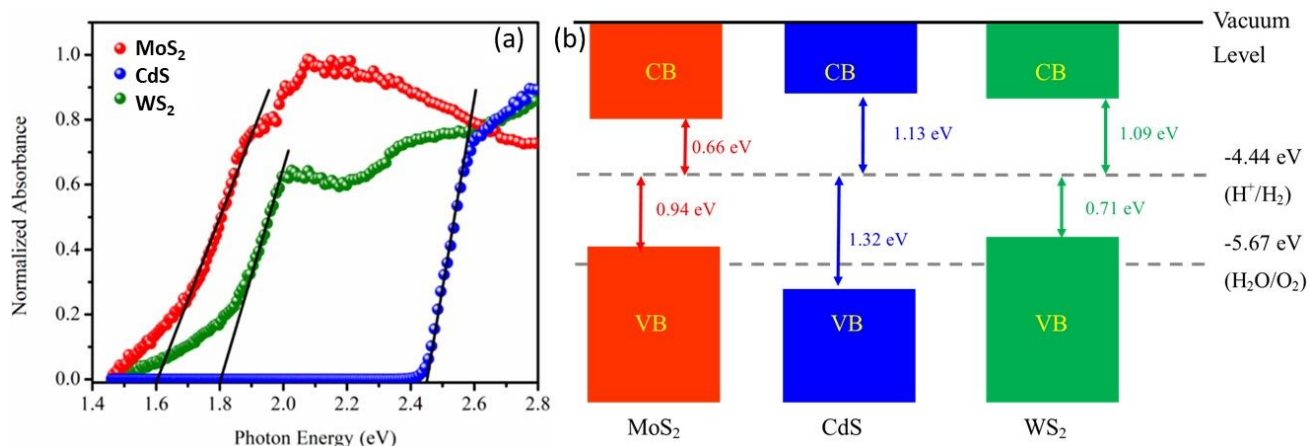 (a)
MoS₂
CdS
WS₂
Normalized Absorbance
1.0
0.8
0.6
0.4
0.2
0.0
1.4 1.6 1.8 2.0 2.2 2.4 2.6 2.8
Photon Energy (eV)
(b)
Vacuum
Level
CB CB CB
0.66 eV 1.13 eV 1.09 eV
-4.44 eV
(H⁺/H₂)
0.94 eV 1.32 eV 0.71 eV
-5.67 eV
(H₂O/O₂)
VB VB VB
MoS₂ CdS WS₂